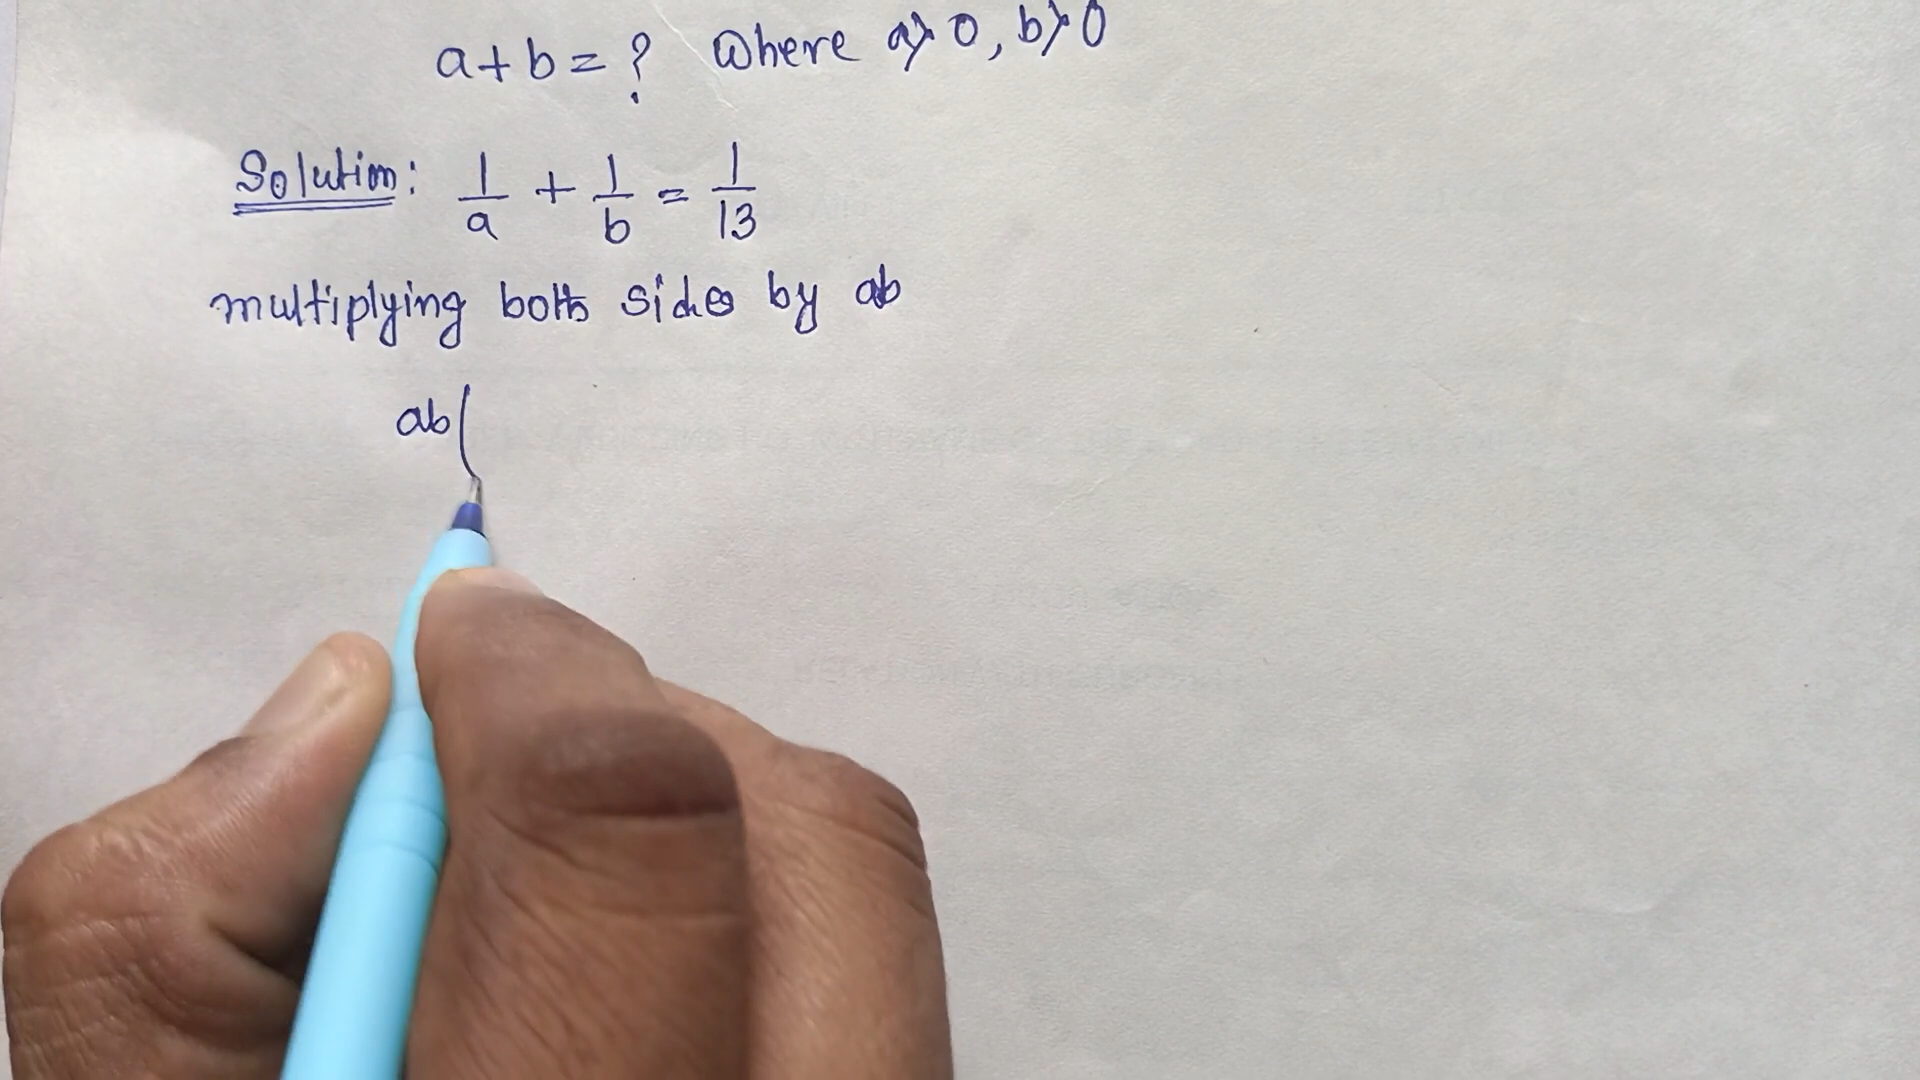 a+b=? Where a>0, b>0
Solution: 1/a + 1/b = 1/13
multiplying both sides by ab
ab(